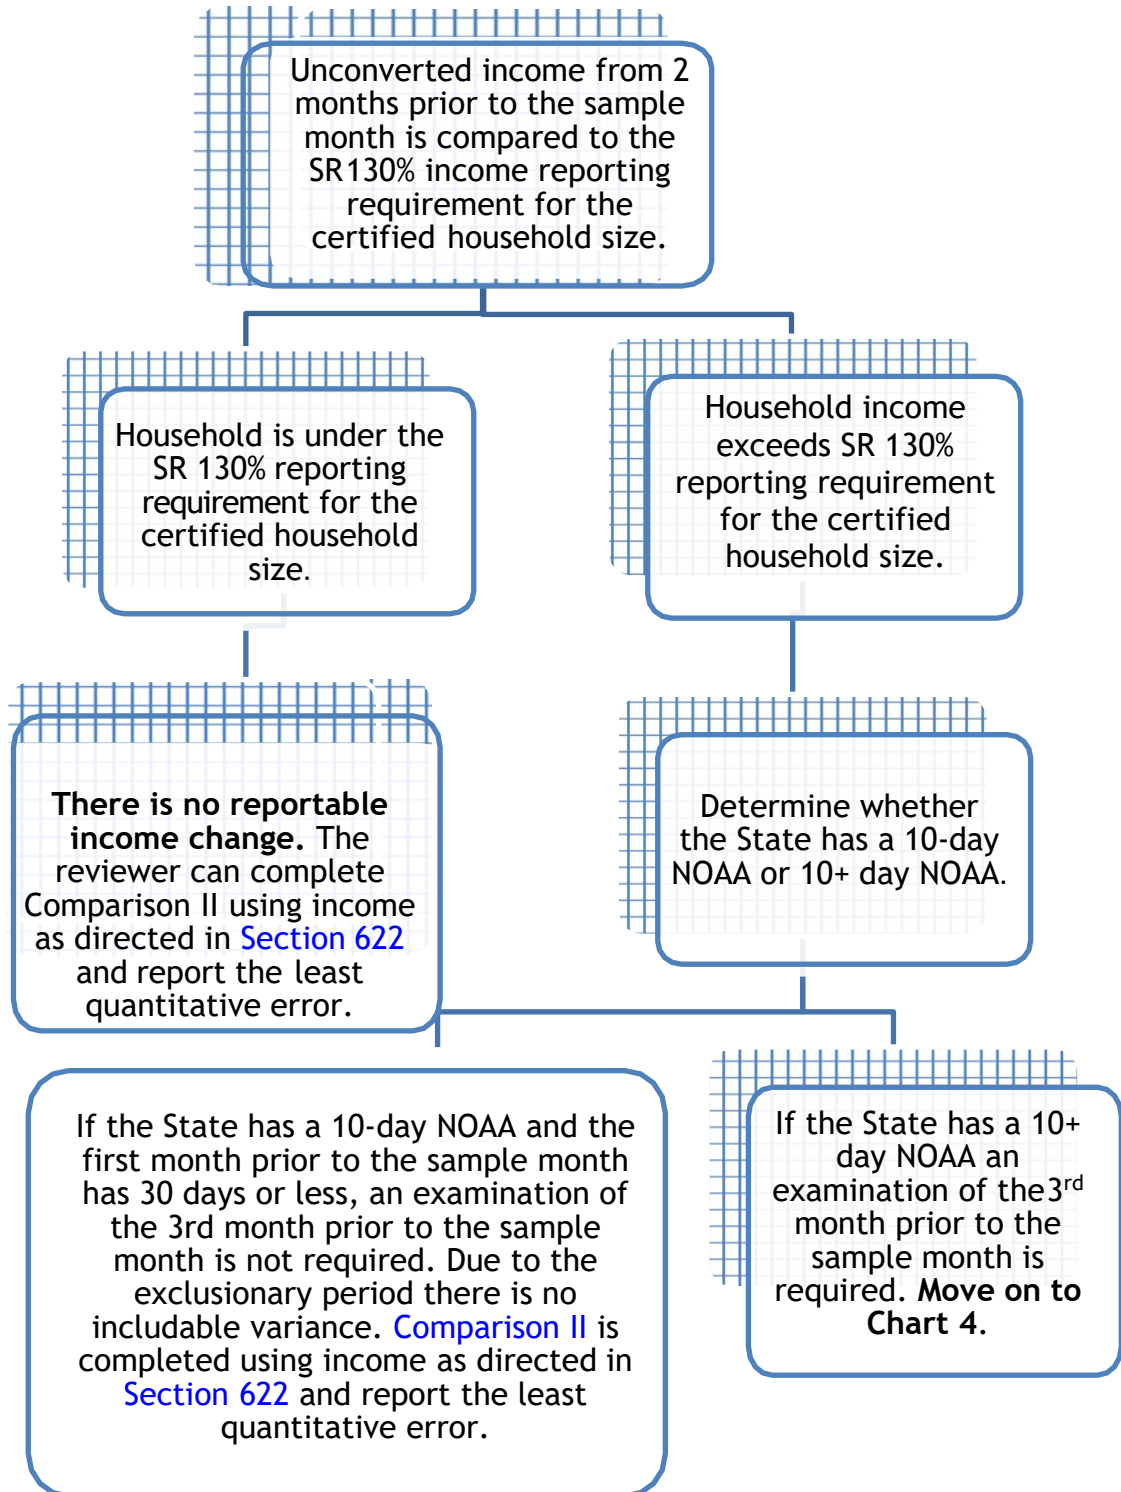 Unconverted income from 2
months prior to the sample
month is compared to the
SR130% income reporting
requirement for the
certified household size.
Household is under the
SR 130% reporting
requirement for the
certified household
size.
Household income
exceeds SR 130%
reporting requirement
for the certified
household size.
There is no reportable
income change. The
reviewer can complete
Comparison II using income
as directed in Section 622
and report the least
quantitative error.
Determine whether
the State has a 10-day
NOAA or 10+ day NOAA.
If the State has a 10-day NOAA and the
first month prior to the sample month
has 30 days or less, an examination of
the 3rd month prior to the sample
month is not required. Due to the
exclusionary period there is no
includable variance. Comparison II is
completed using income as directed in
Section 622 and report the least
quantitative error.
If the State has a 10+
day NOAA an
examination of the3rd
month prior to the
sample month is
required. Move on to
Chart 4.